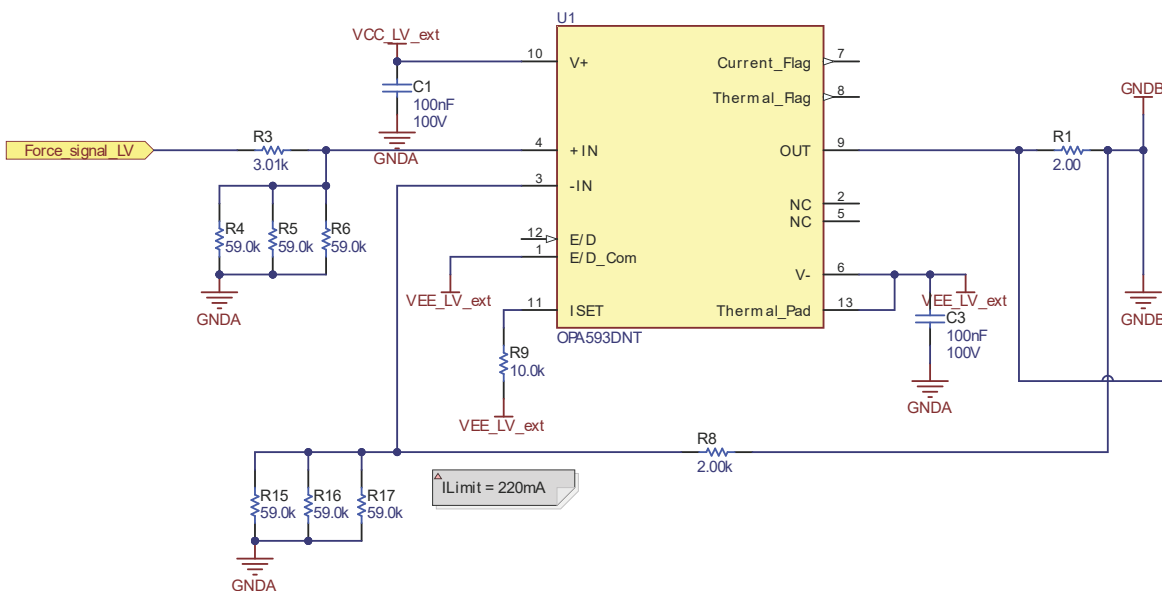 U1
VCC_LV_ext
10
V+
Current_Flag
7
C1
100nF
100V
Thermal_Flag
8
GNDB
GNDA
Force_signal_LV
R3
3.01k
4
+IN
OUT
9
R1
2.00
3
-IN
NC
2
NC
5
R4
59.0k
R5
59.0k
R6
59.0k
12
E/D
1
E/D_Com
V-
6
VEE_LV_ext
VEE_LV_ext
GNDA
11
ISET
Thermal_Pad
13
C3
100nF
100V
GNDB
OPA593DNT
R9
10.0k
GNDA
VEE_LV_ext
R8
2.00k
ILimit = 220mA
R15
59.0k
R16
59.0k
R17
59.0k
GNDA